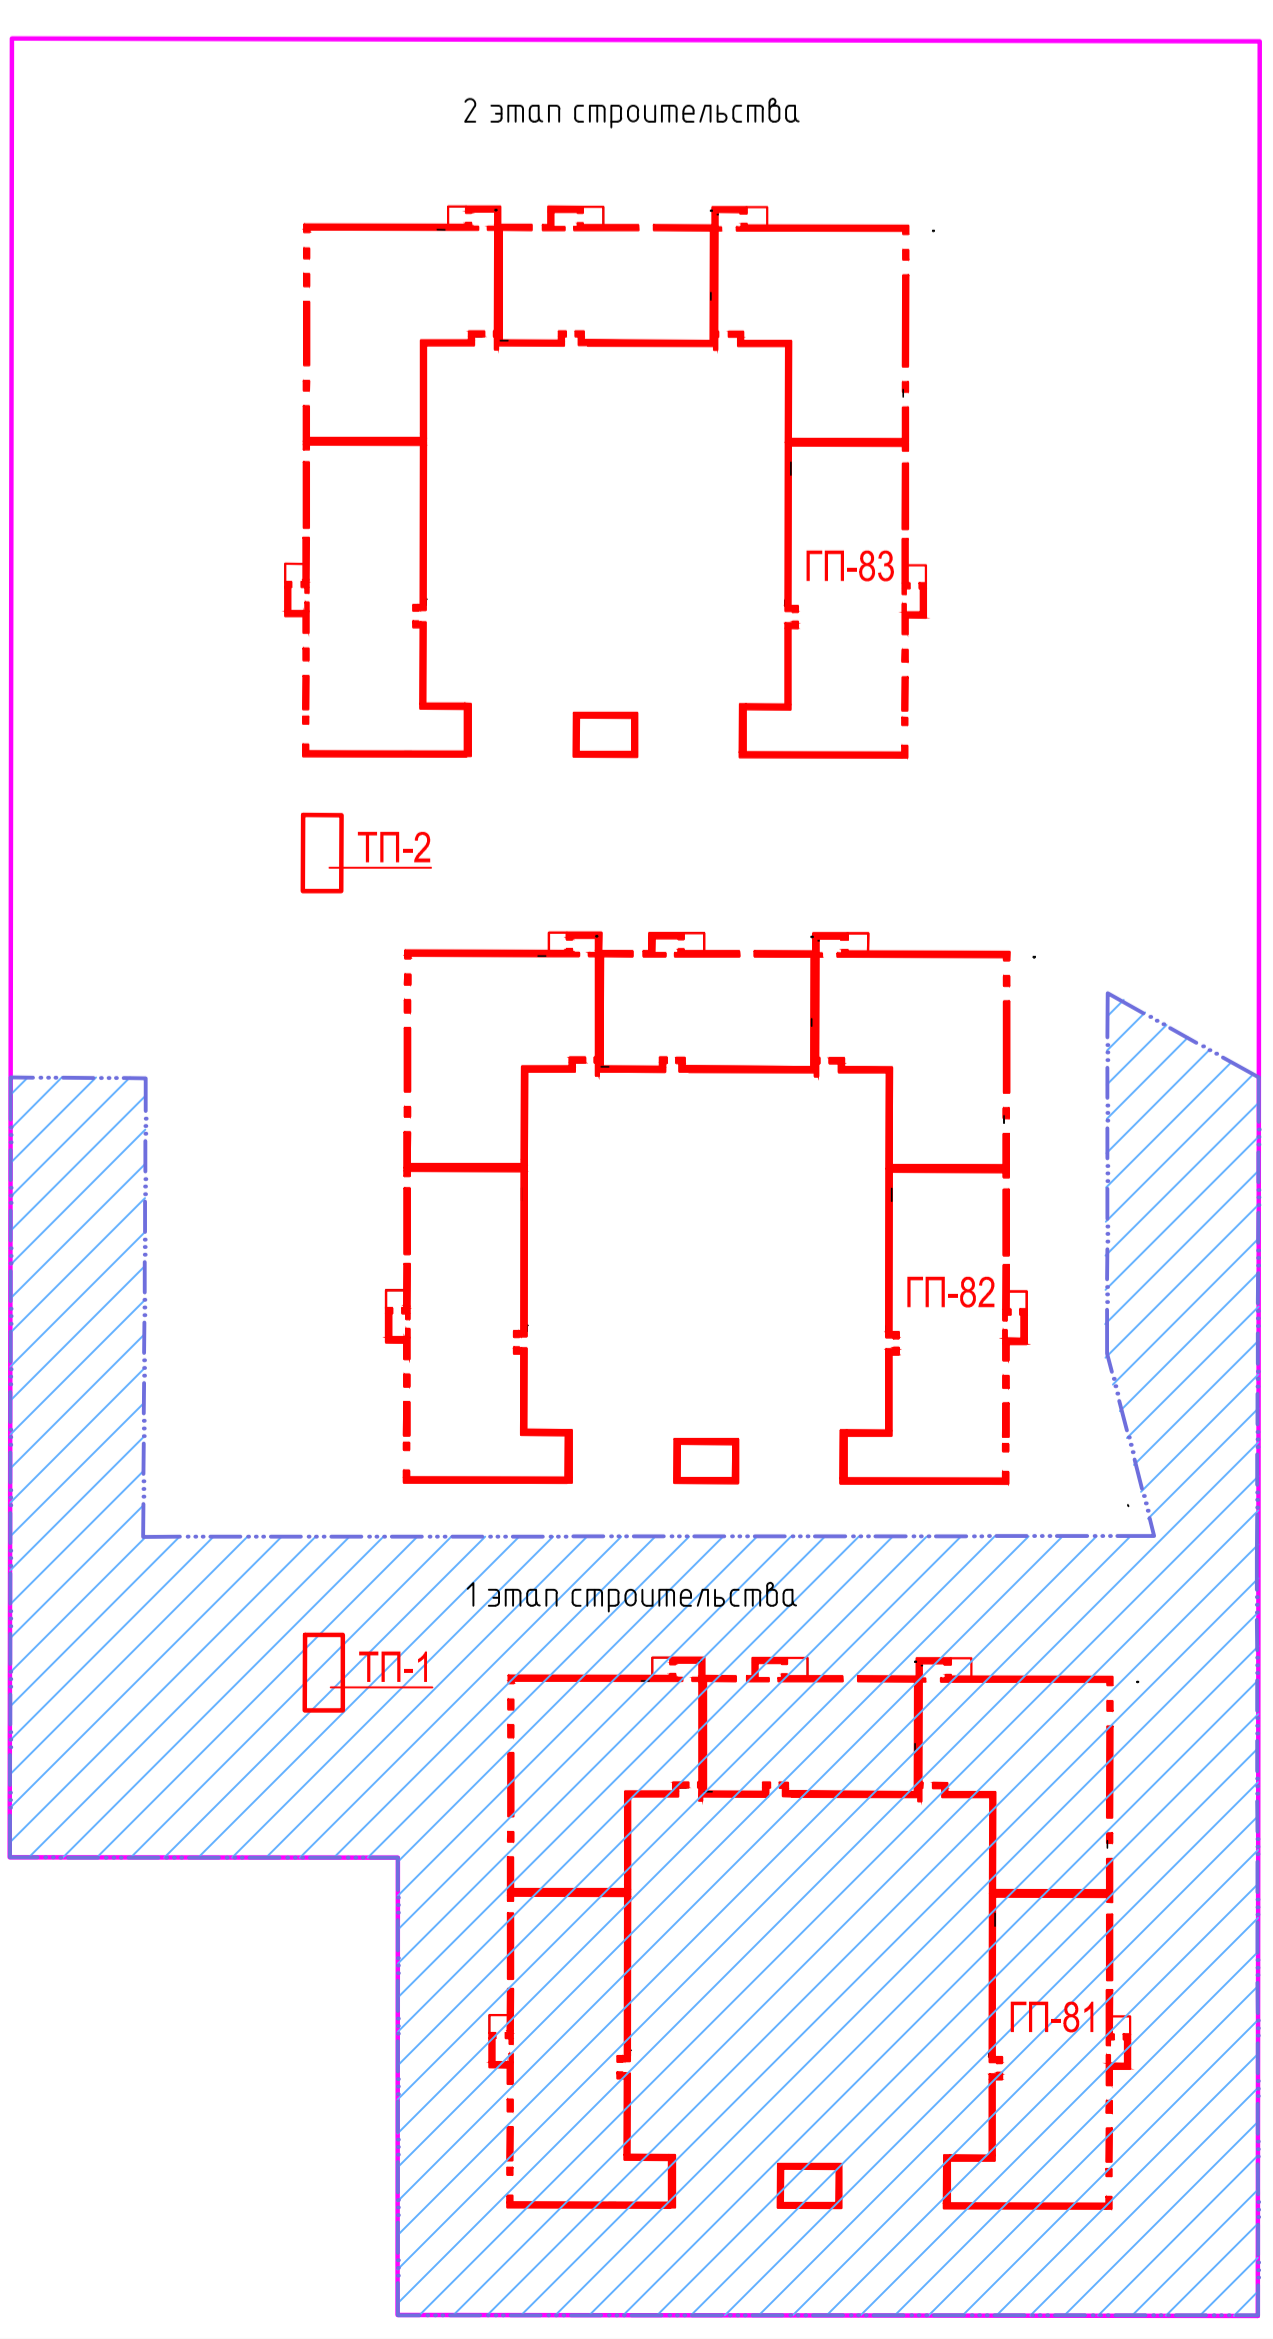 2 этап строительства
ГП-83
ТП-2
ГП-82
1 этап строительства
ТП-1
ГП-81